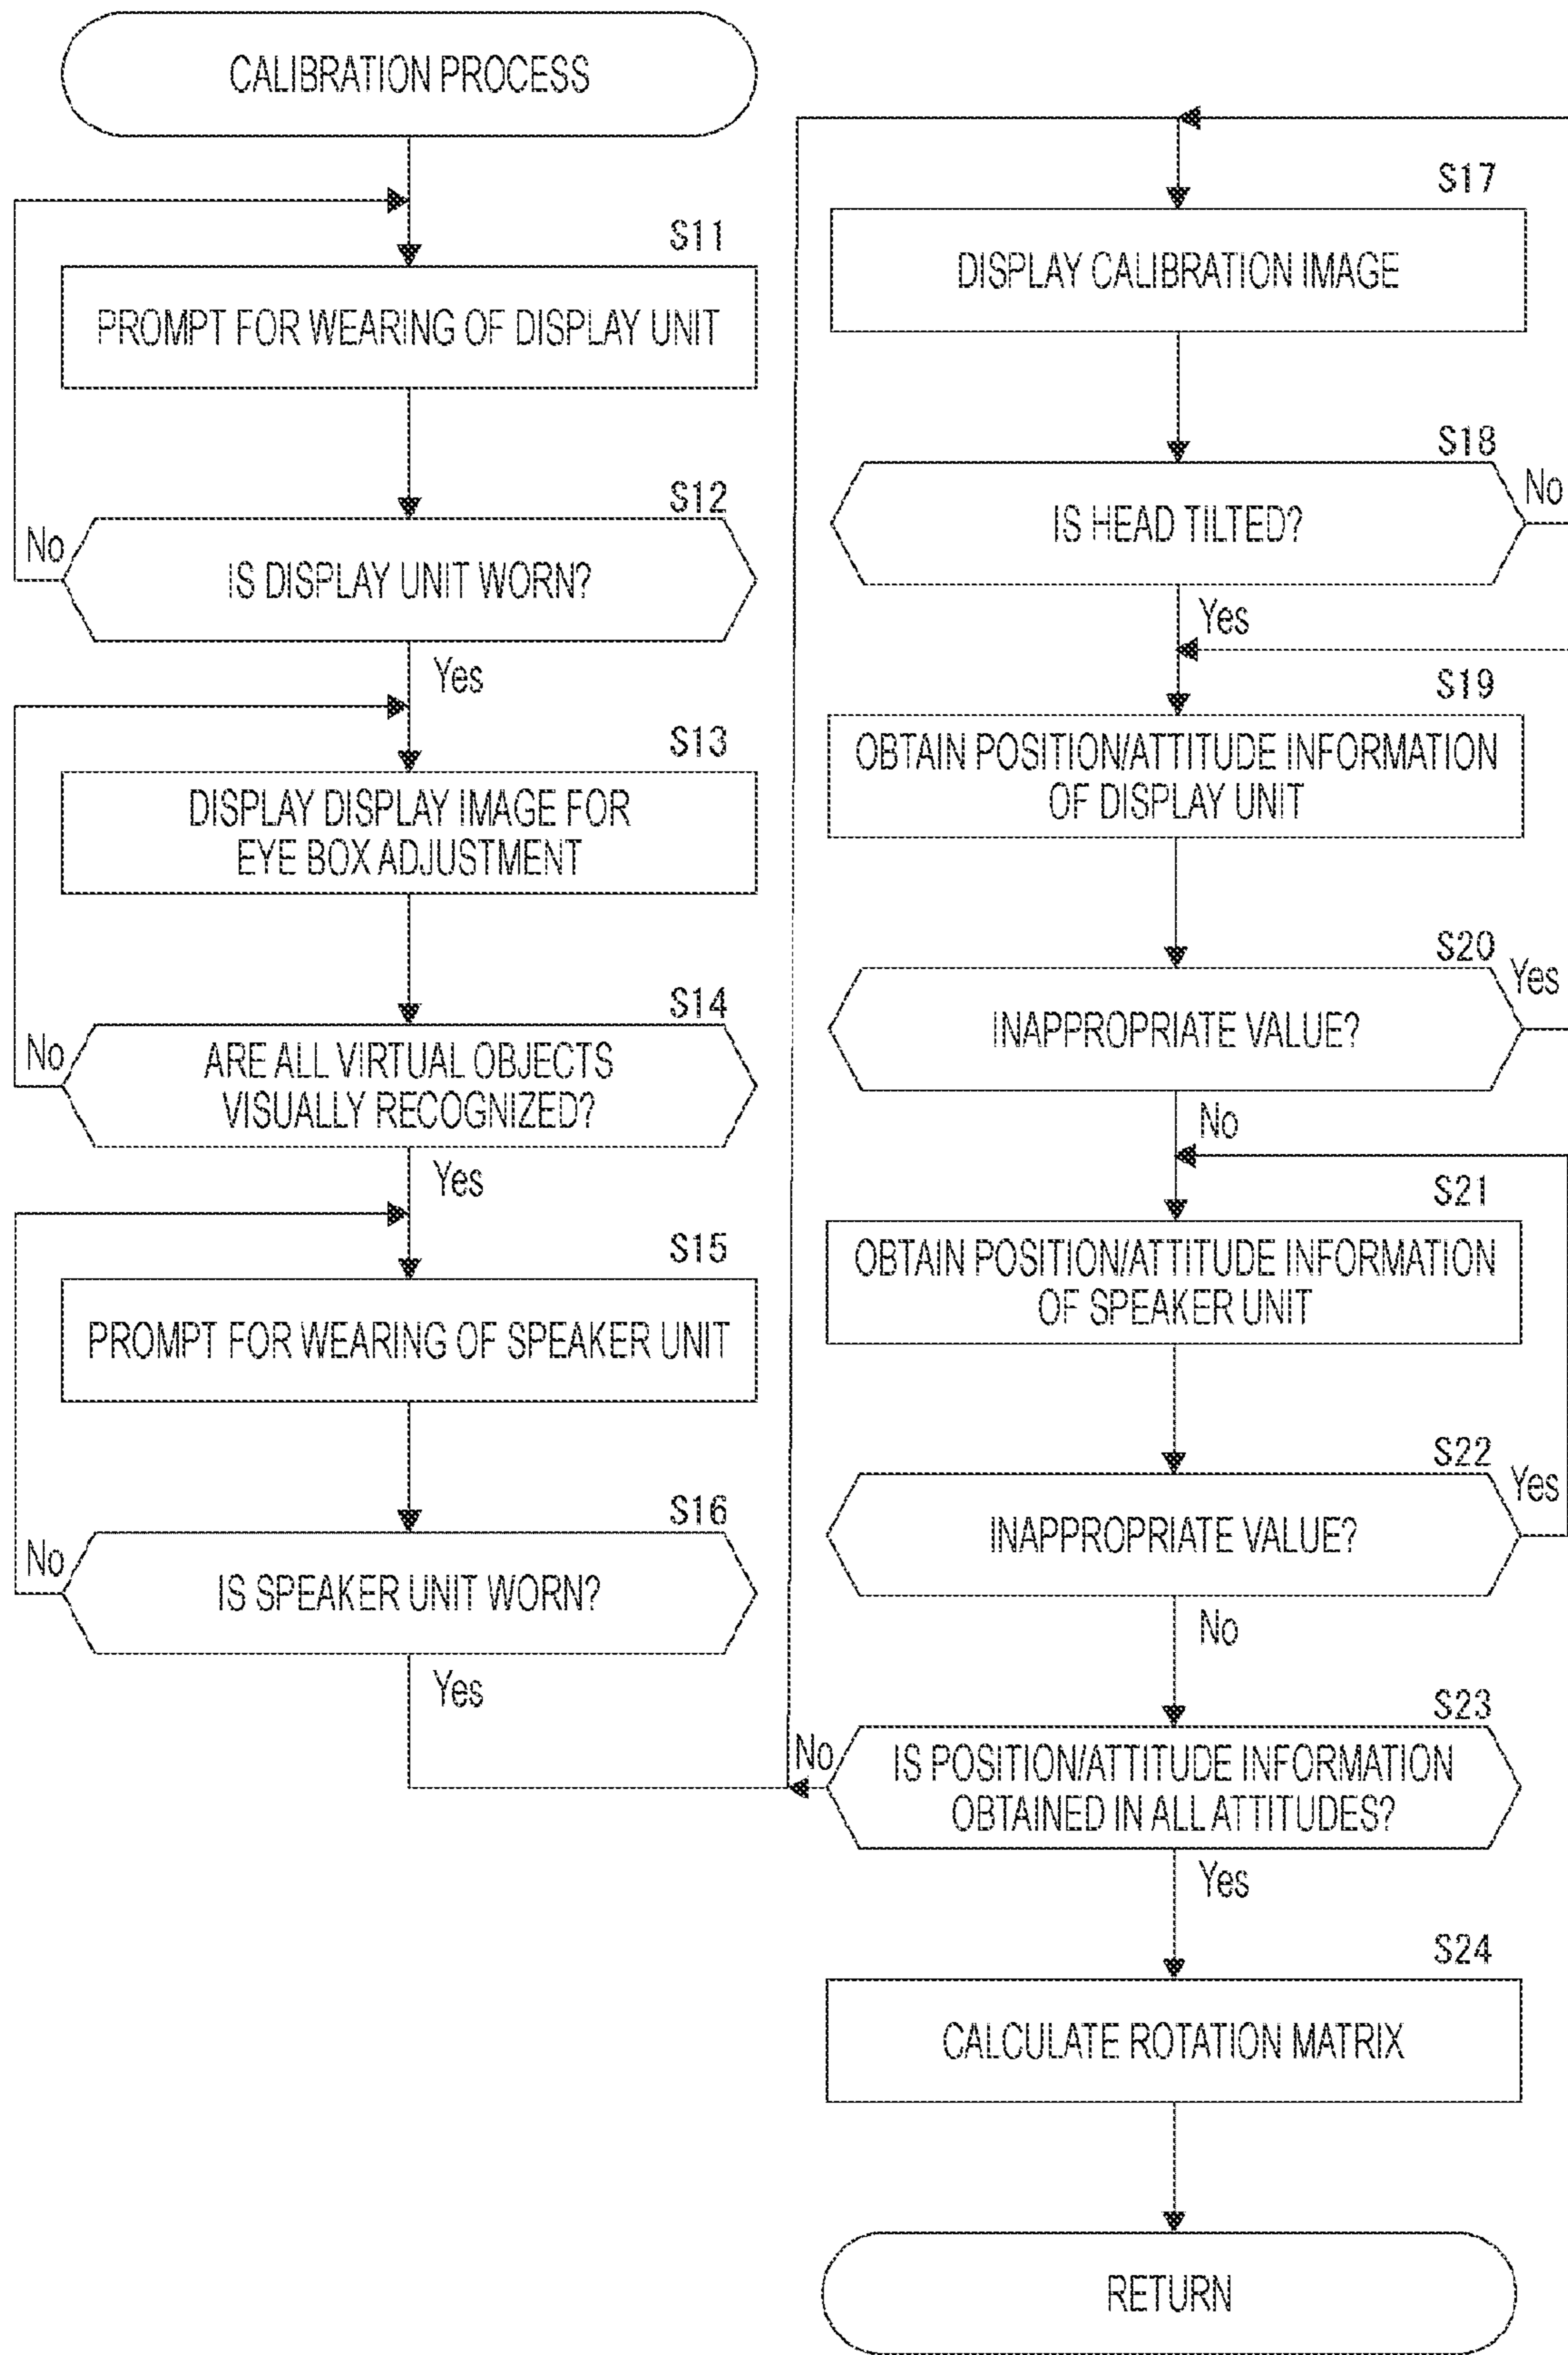 CALIBRATION PROCESS
S11
PROMPT FOR WEARING OF DISPLAY UNIT
S12
No
IS DISPLAY UNIT WORN?
Yes
S13
DISPLAY DISPLAY IMAGE FOR
EYE BOX ADJUSTMENT
S14
No
ARE ALL VIRTUAL OBJECTS
VISUALLY RECOGNIZED?
Yes
S15
PROMPT FOR WEARING OF SPEAKER UNIT
S16
No
IS SPEAKER UNIT WORN?
Yes
S17
DISPLAY CALIBRATION IMAGE
S18
No
IS HEAD TILTED?
Yes
S19
OBTAIN POSITION/ATTITUDE INFORMATION
OF DISPLAY UNIT
S20
Yes
INAPPROPRIATE VALUE?
No
S21
OBTAIN POSITION/ATTITUDE INFORMATION
OF SPEAKER UNIT
S22
Yes
INAPPROPRIATE VALUE?
No
S23
No
IS POSITION/ATTITUDE INFORMATION
OBTAINED IN ALL ATTITUDES?
Yes
S24
CALCULATE ROTATION MATRIX
RETURN